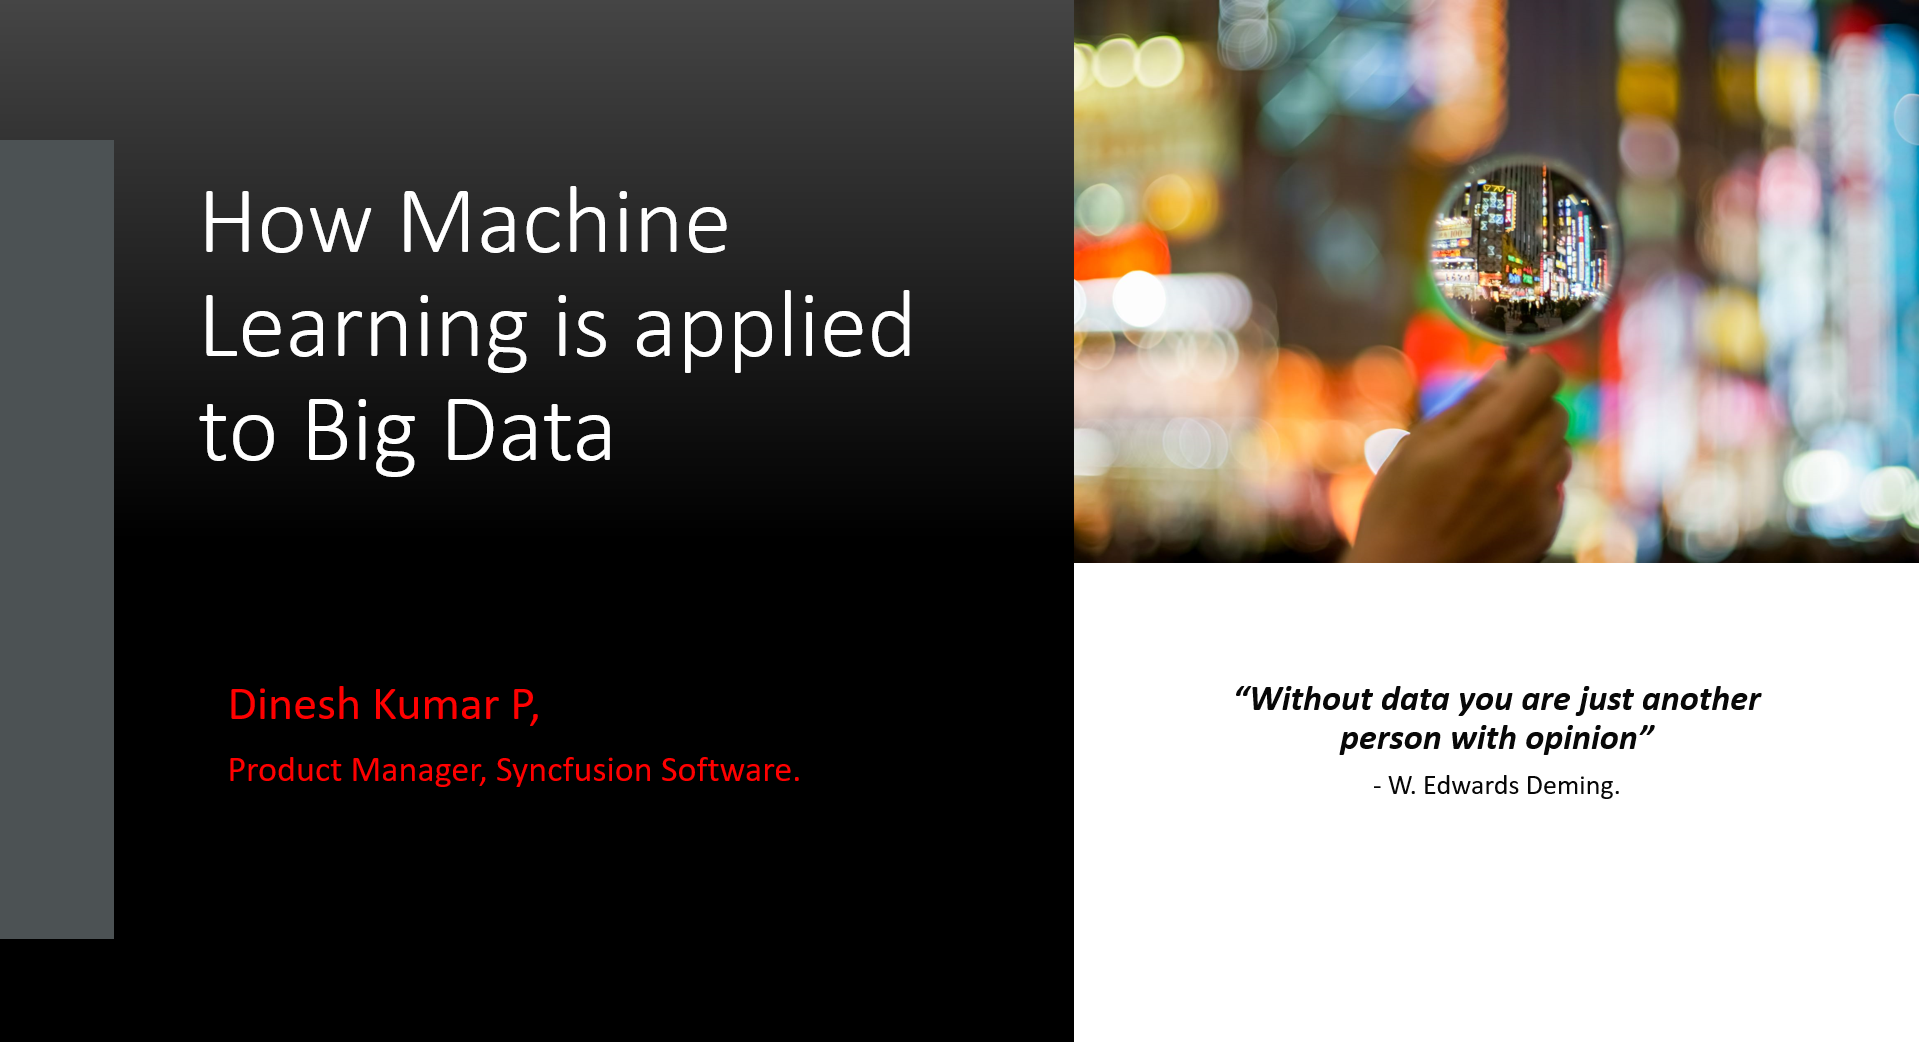 How Machine
Learning is applied
to Big Data
Dinesh Kumar P,
Product Manager, Syncfusion Software.
“Without data you are just another
person with opinion”
- W. Edwards Deming.